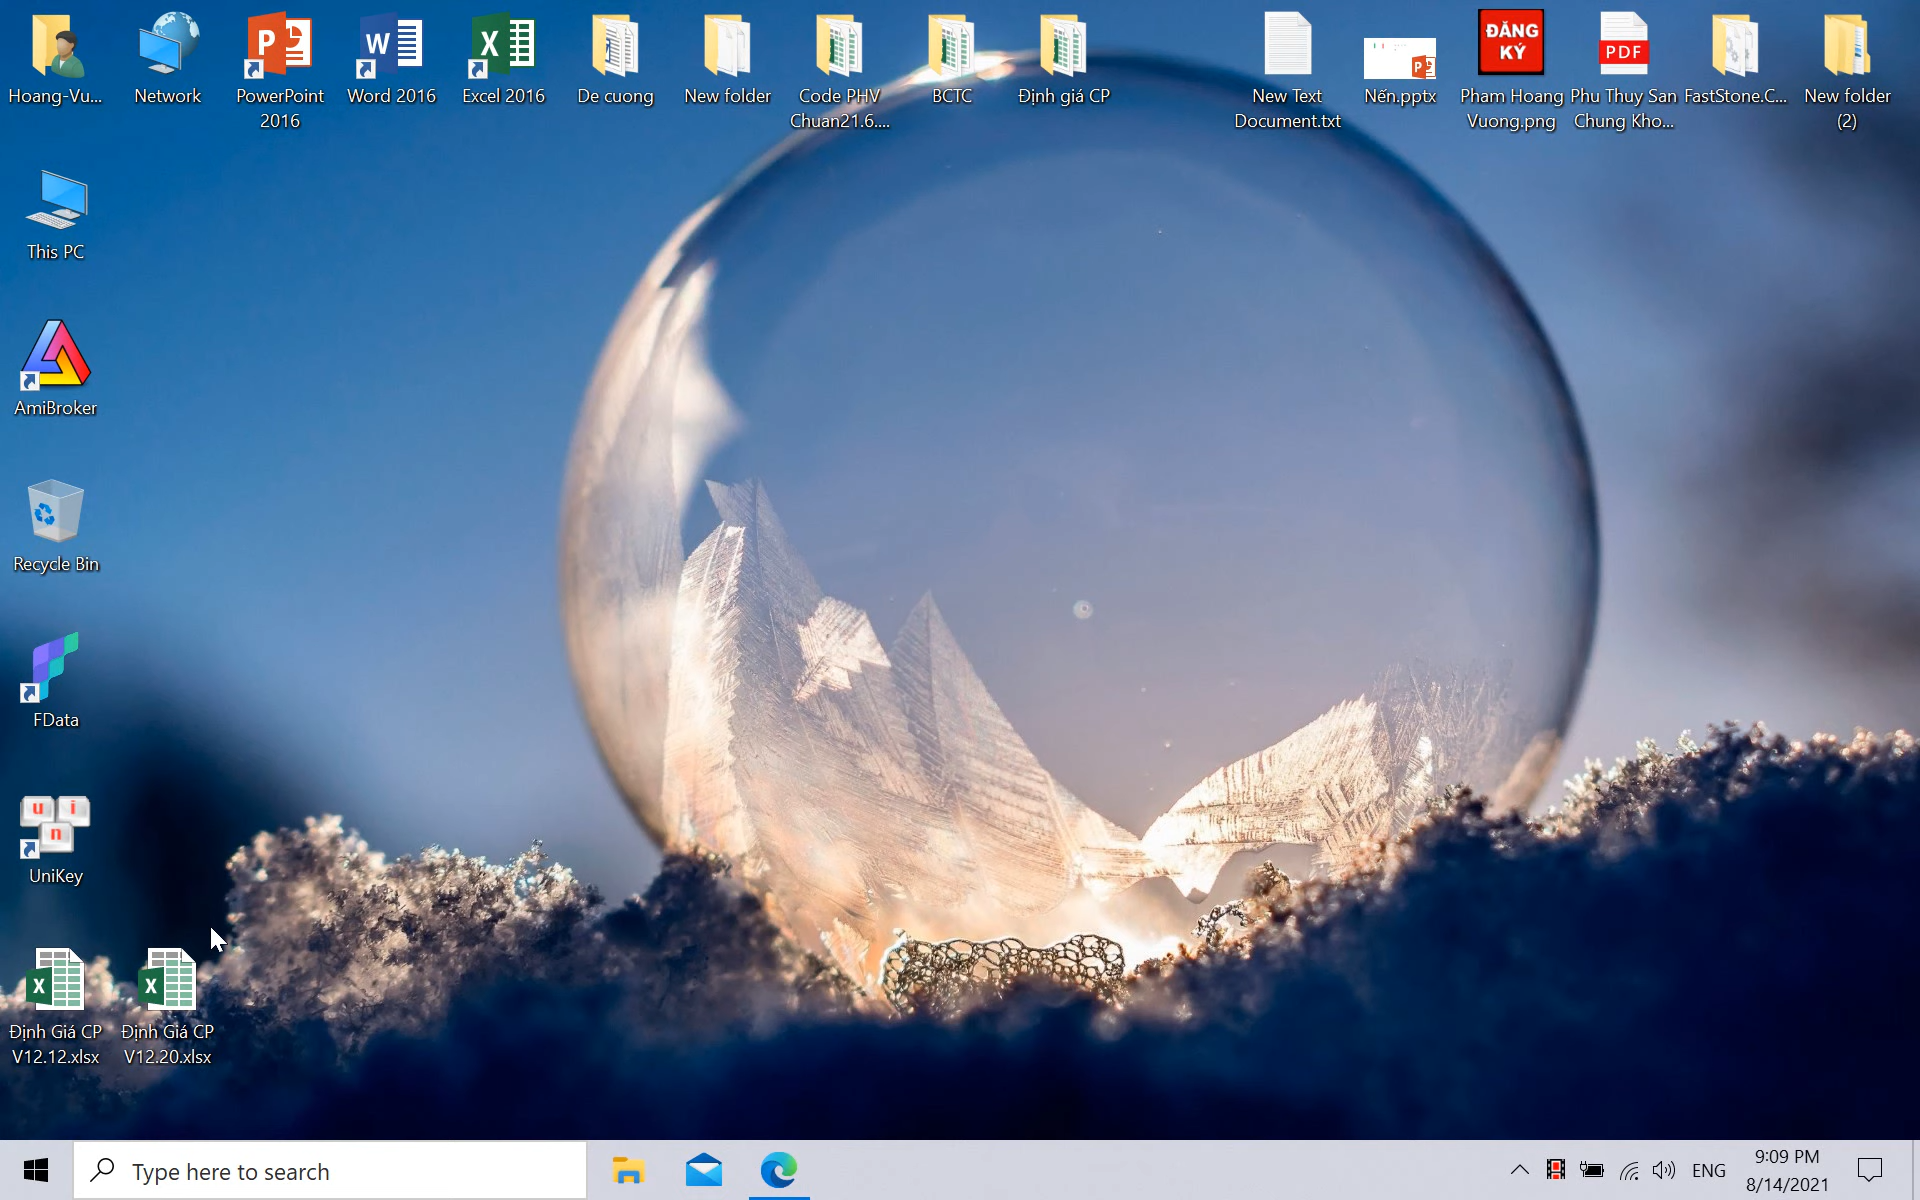 Hoang-Vu...
Network
PowerPoint
2016
Word 2016
Excel 2016
De cuong
New folder
Code PHV
Chuan21.6....
BCTC
Định giá CP
New Text
Document.txt
Nến.pptx
ĐĂNG
KÝ
Pham Hoang
Vuong.png
PDF
Phu Thuy San
Chung Kho...
FastStone.C...
New folder
(2)
This PC
AmiBroker
Recycle Bin
FData
u i
n
UniKey
Định Giá CP
V12.12.xlsx
Định Giá CP
V12.20.xlsx
Type here to search
ENG
9:09 PM
8/14/2021